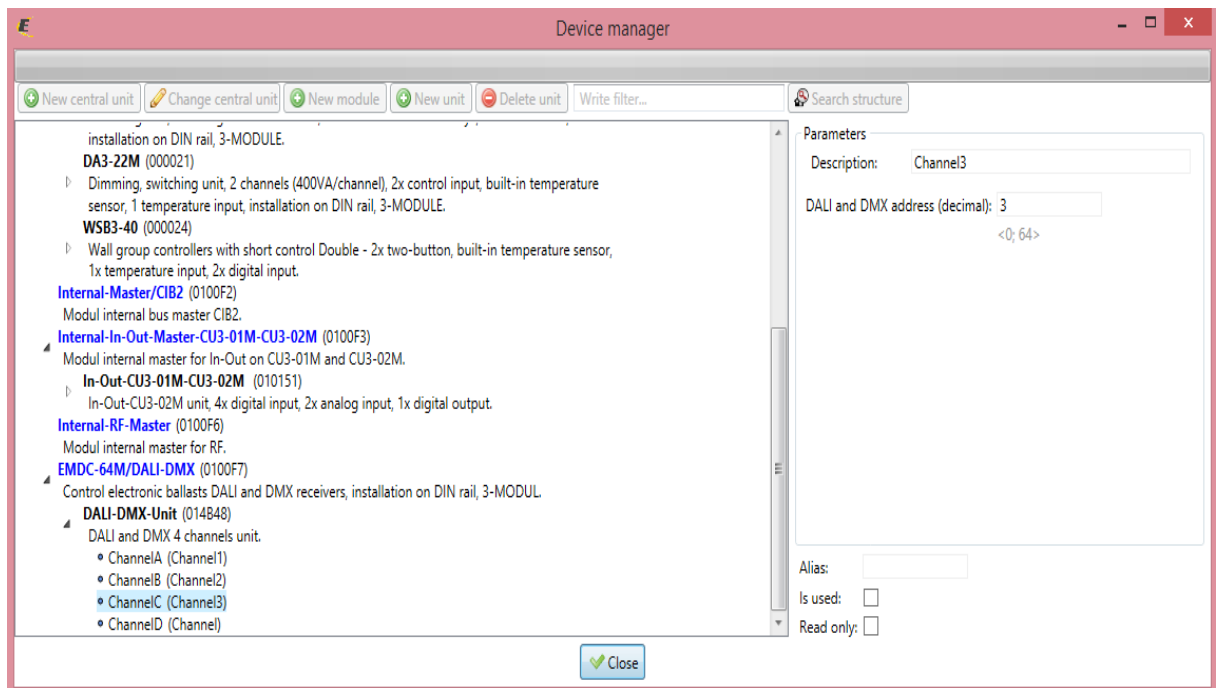 Device manager
New central unit Change central unit New module New unit Delete unit Write filter... Search structure
installation on DIN rail, 3-MODULE.
DA3-22M (000021)
Dimming, switching unit, 2 channels (400VA/channel), 2x control input, built-in temperature
sensor, 1 temperature input, installation on DIN rail, 3-MODULE.
WSB3-40 (000024)
Wall group controllers with short control Double - 2x two-button, built-in temperature sensor,
1x temperature input, 2x digital input.
Internal-Master/CIB2 (0100F2)
Modul internal bus master CIB2.
Internal-In-Out-Master-CU3-01M-CU3-02M (0100F3)
Modul internal master for In-Out on CU3-01M and CU3-02M.
In-Out-CU3-01M-CU3-02M (010151)
In-Out-CU3-02M unit, 4x digital input, 2x analog input, 1x digital output.
Internal-RF-Master (0100F6)
Modul internal master for RF.
EMDC-64M/DALI-DMX (0100F7)
Control electronic ballasts DALI and DMX receivers, installation on DIN rail, 3-MODUL.
DALI-DMX-Unit (014B48)
DALI and DMX 4 channels unit.
ChannelA (Channel1)
ChannelB (Channel2)
ChannelC (Channel3)
ChannelD (Channel)
Parameters
Description: Channel3
DALI and DMX address (decimal): 3
<0; 64>
Alias:
Is used:
Read only:
Close